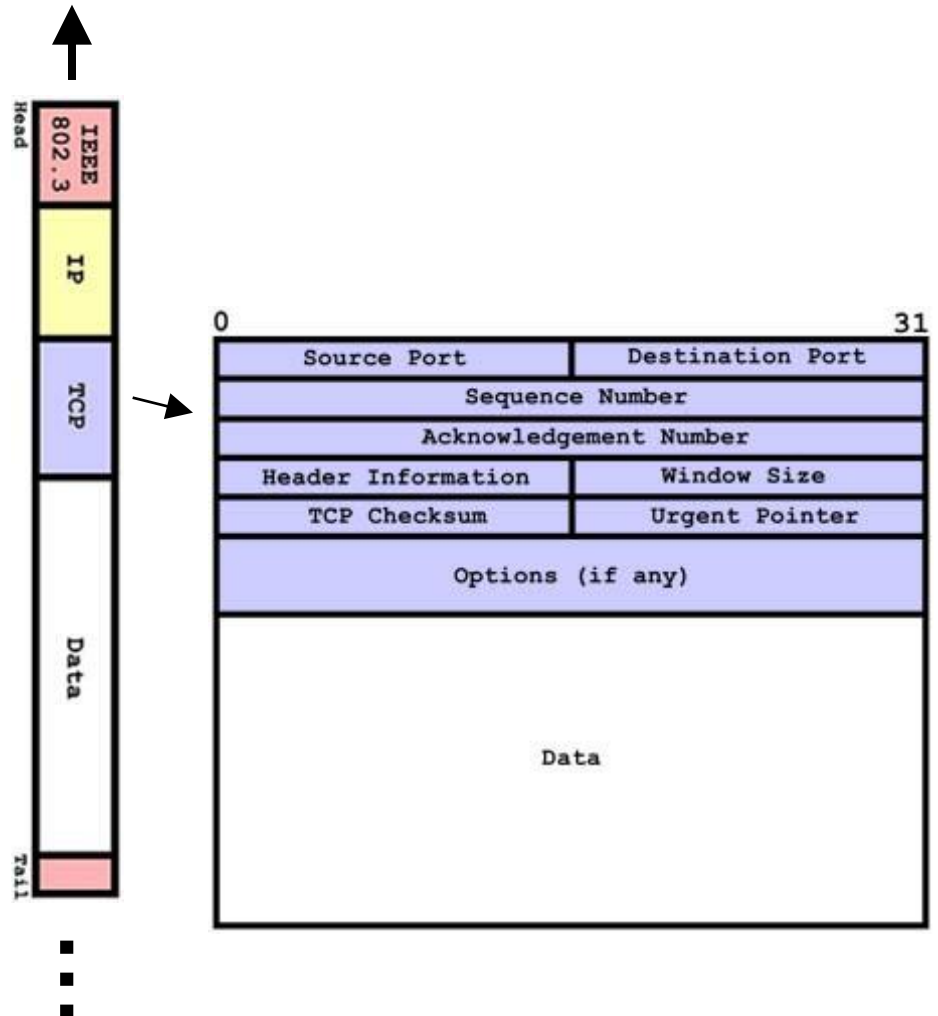 Head
IEEE
802.3
IP
TCP
Data
Tail
0 31
Source Port Destination Port
Sequence Number
Acknowledgement Number
Header Information Window Size
TCP Checksum Urgent Pointer
Options (if any)
Data